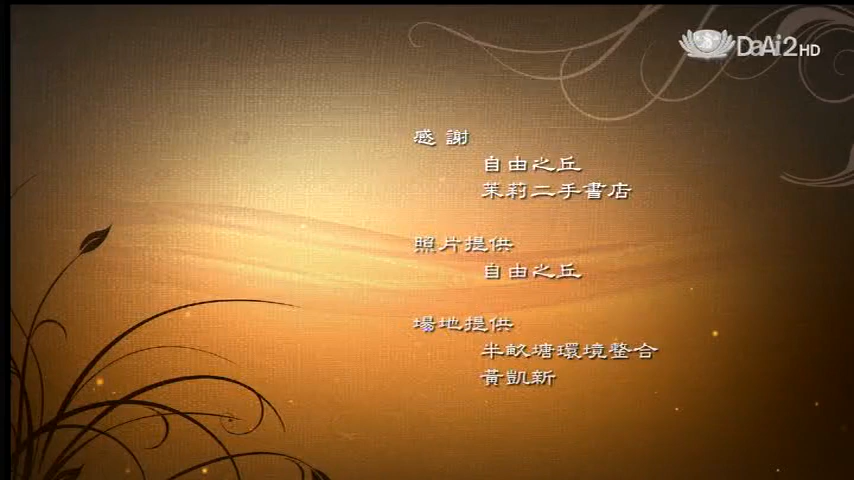 DaAi2HD
感謝
自由之丘
茉莉二手書店
照片提供
自由之丘
場地提供
半畝塘環境整合
黃凱新